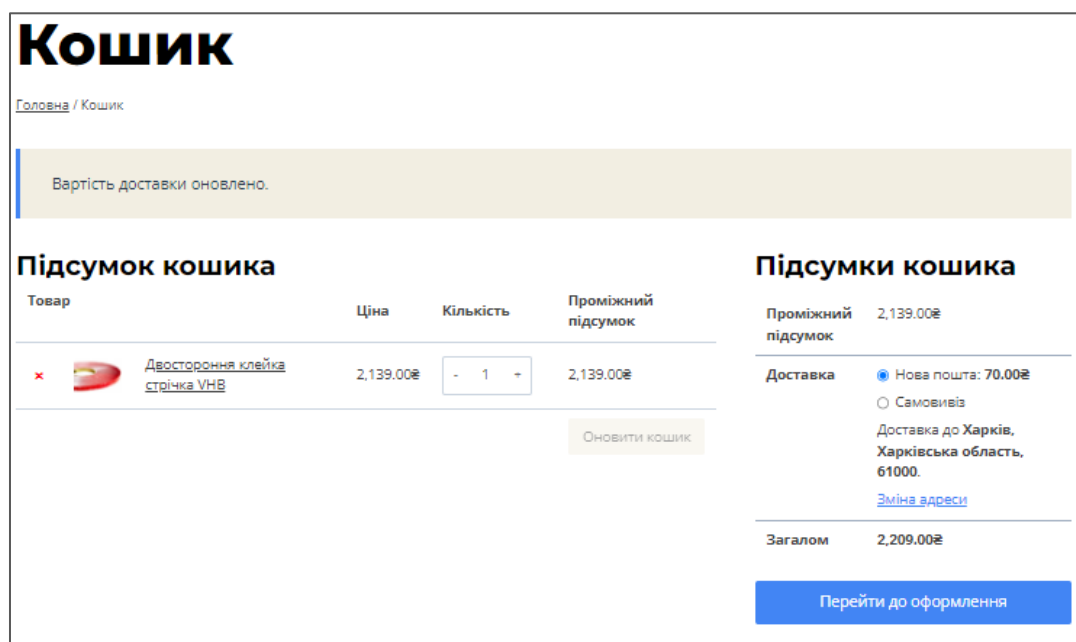 Кошик
Головна / Кошик
Вартість доставки оновлено.
Підсумок кошика
Товар
Ціна
Кількість
Проміжний
підсумок
×
Двостороння клейка
стрічка VHB
2,139.00₴
- 1 +
2,139.00₴
Оновити кошик
Підсумки кошика
Проміжний
підсумок
2,139.00₴
Доставка
Нова пошта: 70.00₴
Самовивіз
Доставка до Харків,
Харківська область,
61000.
Зміна адреси
Загалом
2,209.00₴
Перейти до оформлення